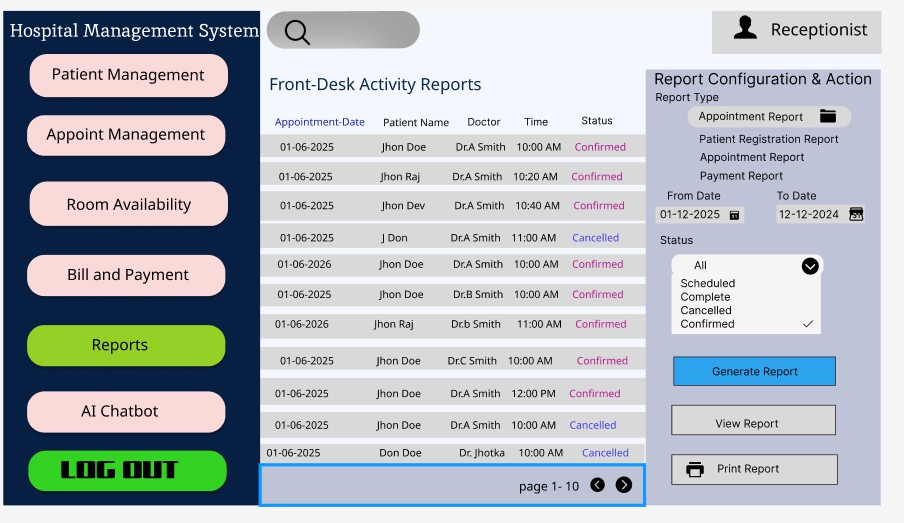 Hospital Management System
Receptionist
Patient Management
Appoint Management
Room Availability
Bill and Payment
Reports
AI Chatbot
LOG OUT
Front-Desk Activity Reports
Appointment-Date Patient Name Doctor Time Status
01-06-2025 Jhon Doe Dr.A Smith 10:00 AM Confirmed
01-06-2025 Jhon Raj Dr.A Smith 10:20 AM Confirmed
01-06-2025 Jhon Dev Dr.A Smith 10:40 AM Confirmed
01-06-2025 J Don Dr.A Smith 11:00 AM Cancelled
01-06-2026 Jhon Doe Dr.A Smith 10:00 AM Confirmed
01-06-2025 Jhon Doe Dr.B Smith 10:00 AM Confirmed
01-06-2026 Jhon Raj Dr.b Smith 11:00 AM Confirmed
01-06-2025 Jhon Doe Dr.C Smith 10:00 AM Confirmed
01-06-2025 Jhon Doe Dr.A Smith 12:00 PM Confirmed
01-06-2025 Jhon Doe Dr.A Smith 10:00 AM Cancelled
01-06-2025 Don Doe Dr. Jhotka 10:00 AM Cancelled
page 1- 10
Report Configuration & Action
Report Type
Appointment Report
Patient Registration Report
Appointment Report
Payment Report
From Date To Date
01-12-2025 12-12-2024
Status
All
Scheduled
Complete
Cancelled
Confirmed
Generate Report
View Report
Print Report